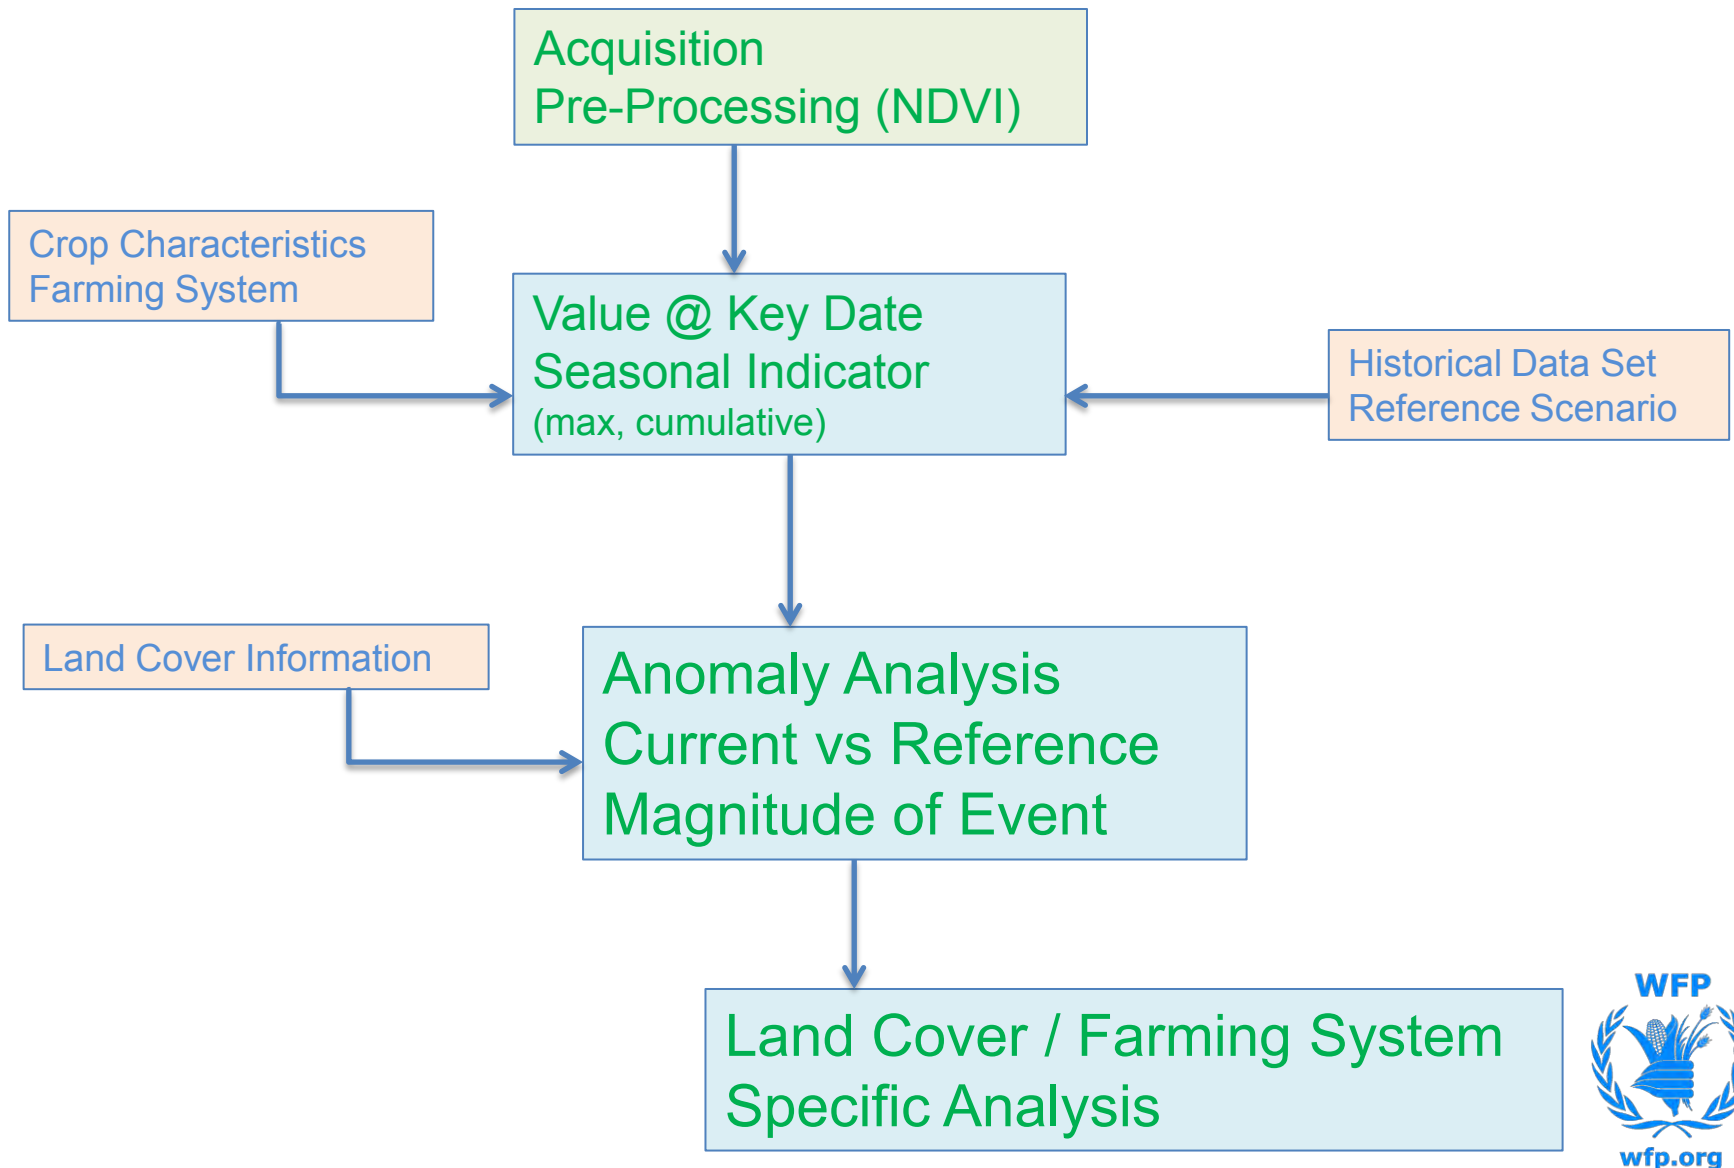 Acquisition
Pre-Processing (NDVI)
Crop Characteristics
Farming System
Value @ Key Date
Seasonal Indicator
(max, cumulative)
Historical Data Set
Reference Scenario
Land Cover Information
Anomaly Analysis
Current vs Reference
Magnitude of Event
Land Cover / Farming System
Specific Analysis
WFP
wfp.org